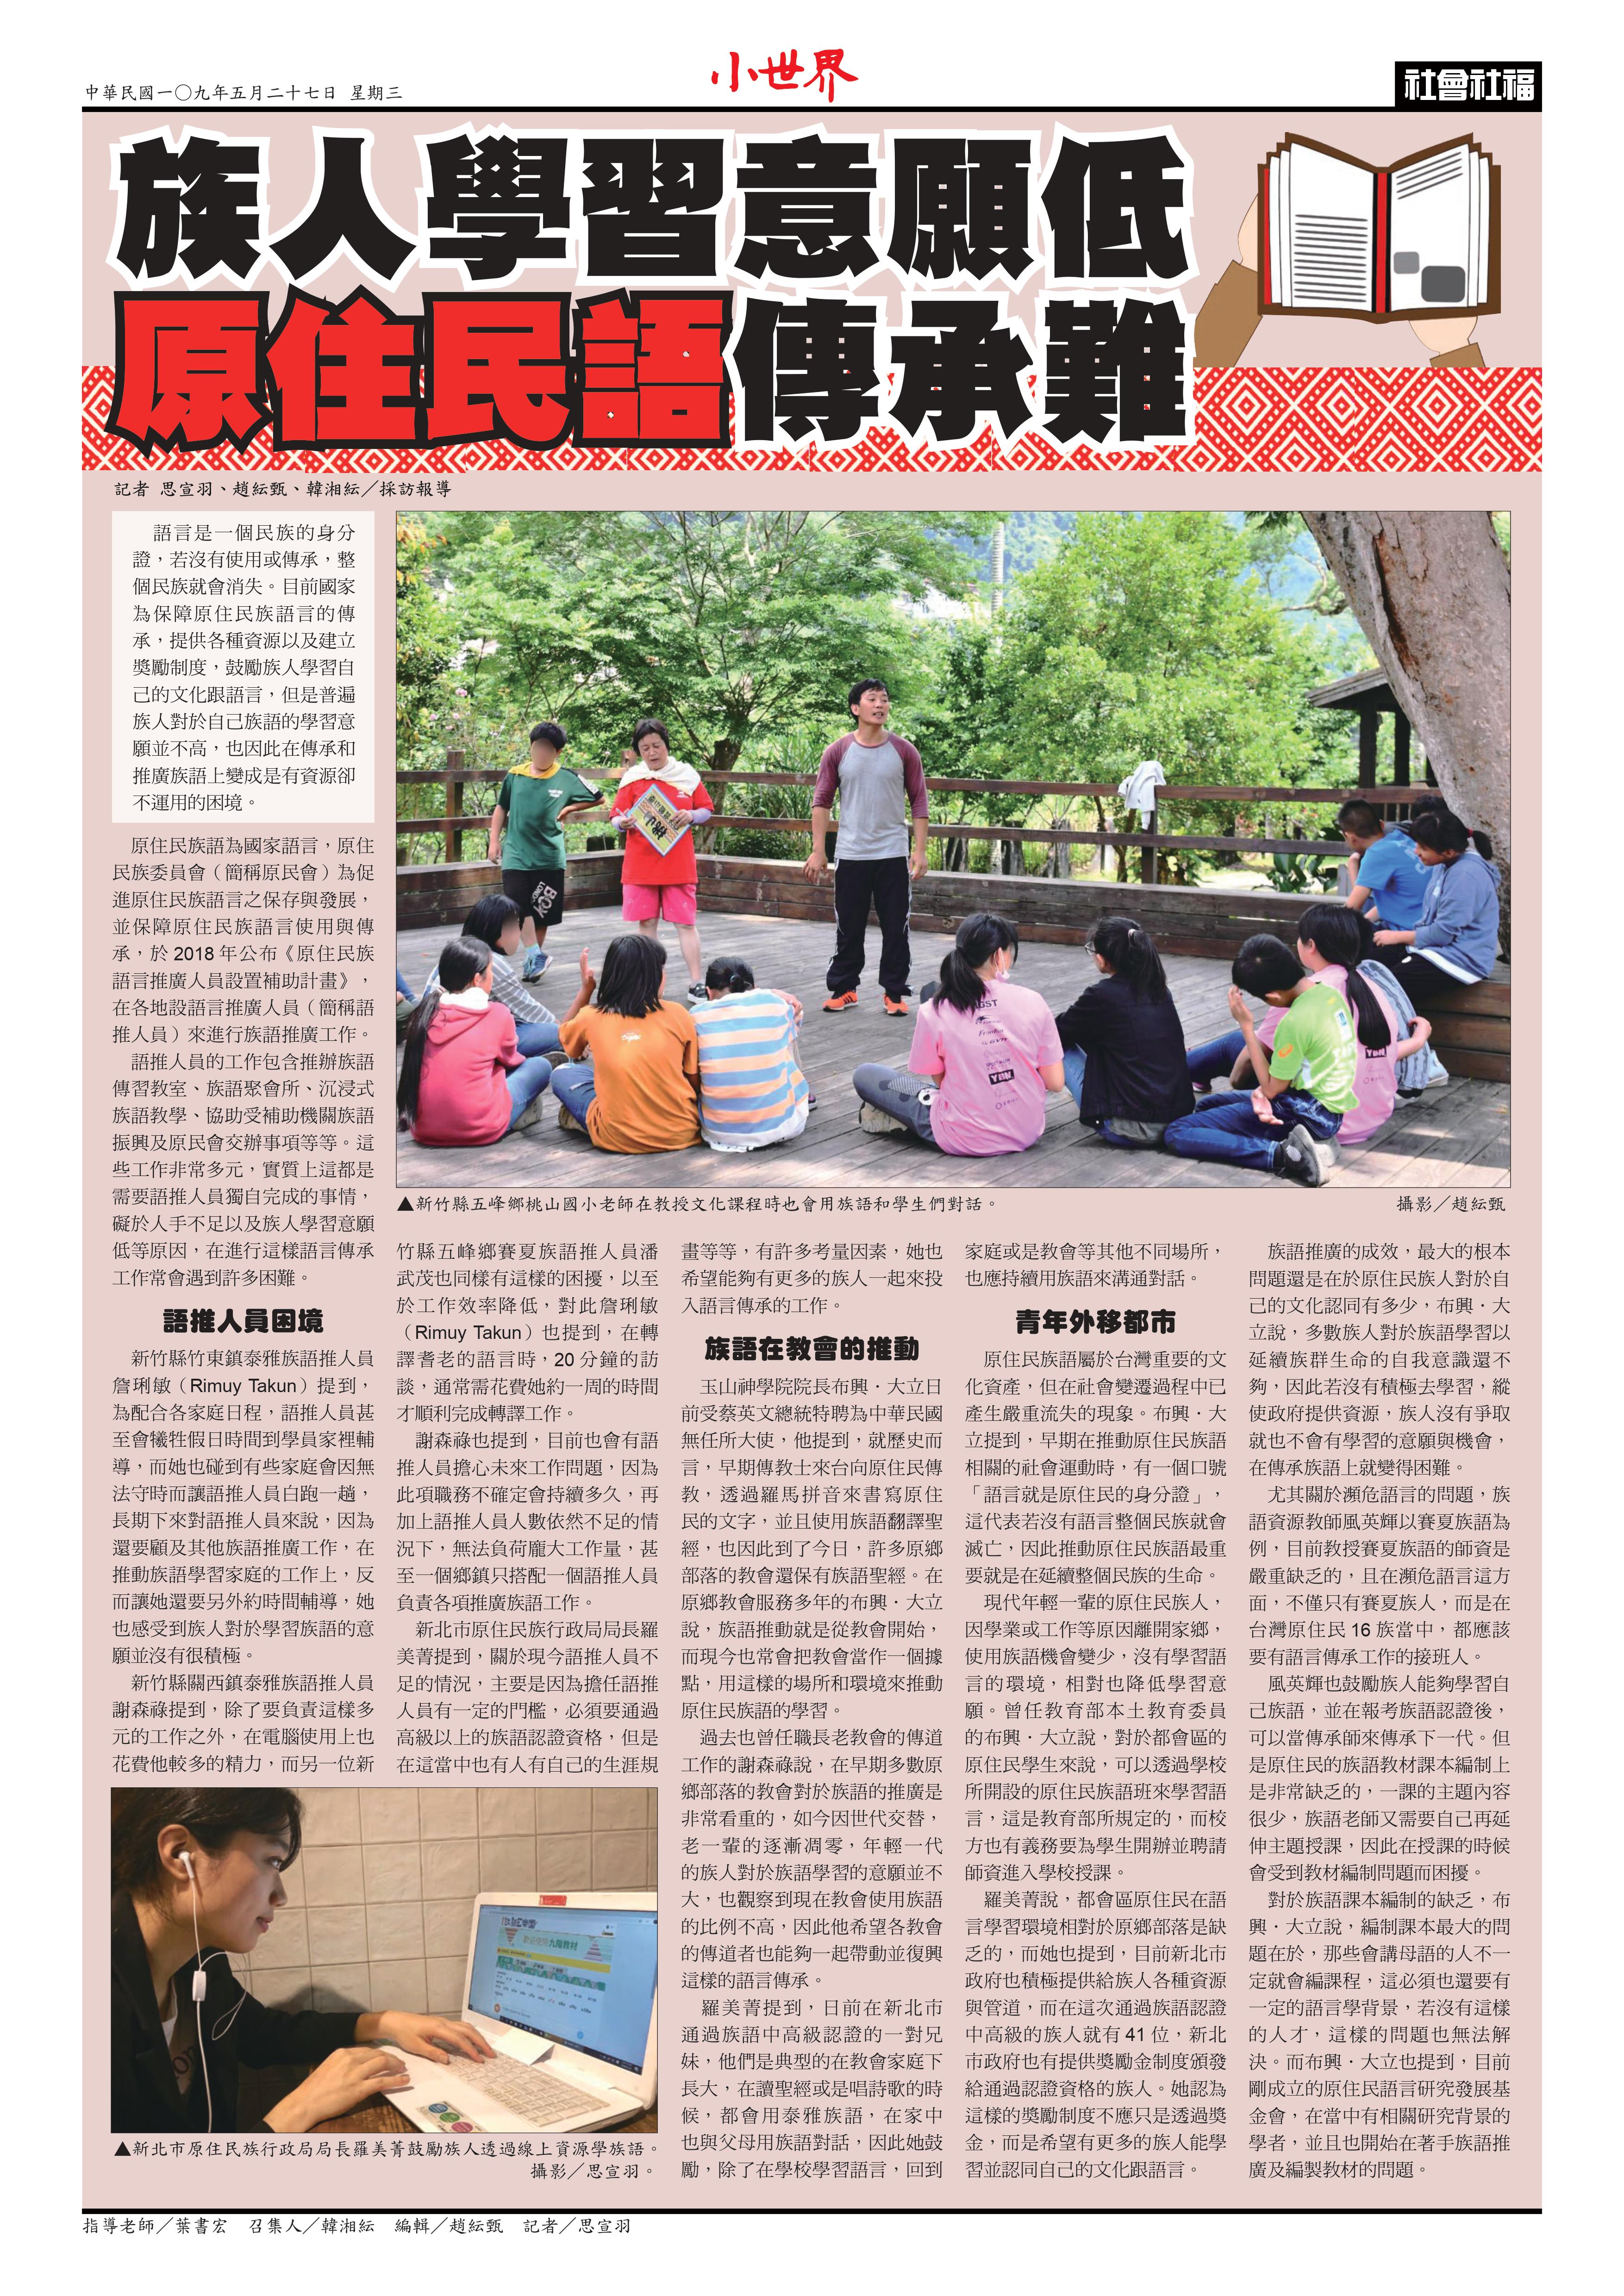 中華民國一〇九年五月二十七日 星期三
小世界
社會社福
族人學習意願低
原住民語傳承難
記者 思宣羽、趙紜甄、韓湘紜／採訪報導
語言是一個民族的身分
證，若沒有使用或傳承，整
個民族就會消失。目前國家
為保障原住民族語言的傳
承，提供各種資源以及建立
獎勵制度，鼓勵族人學習自
己的文化跟語言，但是普遍
族人對於自己族語的學習意
願並不高，也因此在傳承和
推廣族語上變成是有資源卻
不運用的困境。
原住民族語為國家語言，原住
民族委員會（簡稱原民會）為促
進原住民族語言之保存與發展，
並保障原住民族語言使用與傳
承，於 2018 年公布《原住民族
語言推廣人員設置補助計畫》，
在各地設語言推廣人員（簡稱語
推人員）來進行族語推廣工作。
語推人員的工作包含推辦族語
傳習教室、族語聚會所、沉浸式
族語教學、協助受補助機關族語
振興及原民會交辦事項等等。這
些工作非常多元，實質上這都是
需要語推人員獨自完成的事情，
礙於人手不足以及族人學習意願
低等原因，在進行這樣語言傳承
工作常會遇到許多困難。
語推人員困境
新竹縣竹東鎮泰雅族語推人員
詹琍敏（Rimuy Takun）提到，
為配合各家庭日程，語推人員甚
至會犧牲假日時間到學員家裡輔
導，而她也碰到有些家庭會因無
法守時而讓語推人員白跑一趟，
長期下來對語推人員來說，因為
還要顧及其他族語推廣工作，在
推動族語學習家庭的工作上，反
而讓她還要另外約時間輔導，她
也感受到族人對於學習族語的意
願並沒有很積極。
新竹縣關西鎮泰雅族語推人員
謝森祿提到，除了要負責這樣多
元的工作之外，在電腦使用上也
花費他較多的精力，而另一位新
竹縣五峰鄉賽夏族語推人員潘
武茂也同樣有這樣的困擾，以至
於工作效率降低，對此詹琍敏
（Rimuy Takun）也提到，在轉
譯耆老的語言時，20 分鐘的訪
談，通常需花費她約一周的時間
才順利完成轉譯工作。
謝森祿也提到，目前也會有語
推人員擔心未來工作問題，因為
此項職務不確定會持續多久，再
加上語推人員人數依然不足的情
況下，無法負荷龐大工作量，甚
至一個鄉鎮只搭配一個語推人員
負責各項推廣族語工作。
新北市原住民族行政局局長羅
美菁提到，關於現今語推人員不
足的情況，主要是因為擔任語推
人員有一定的門檻，必須要通過
高級以上的族語認證資格，但是
在這當中也有人有自己的生涯規
畫等等，有許多考量因素，她也
希望能夠有更多的族人一起來投
入語言傳承的工作。
族語在教會的推動
玉山神學院院長布興．大立日
前受蔡英文總統特聘為中華民國
無任所大使，他提到，就歷史而
言，早期傳教士來台向原住民傳
教，透過羅馬拼音來書寫原住
民的文字，並且使用族語翻譯聖
經，也因此到了今日，許多原鄉
部落的教會還保有族語聖經。在
原鄉教會服務多年的布興．大立
說，族語推動就是從教會開始，
而現今也常會把教會當作一個據
點，用這樣的場所和環境來推動
原住民族語的學習。
過去也曾任職長老教會的傳道
工作的謝森祿說，在早期多數原
鄉部落的教會對於族語的推廣是
非常看重的，如今因世代交替，
老一輩的逐漸凋零，年輕一代
的族人對於族語學習的意願並不
大，也觀察到現在教會使用族語
的比例不高，因此他希望各教會
的傳道者也能夠一起帶動並復興
這樣的語言傳承。
羅美菁提到，日前在新北市
通過族語中高級認證的一對兄
妹，他們是典型的在教會家庭下
長大，在讀聖經或是唱詩歌的時
候，都會用泰雅族語，在家中
也與父母用族語對話，因此她鼓
勵，除了在學校學習語言，回到
家庭或是教會等其他不同場所，
也應持續用族語來溝通對話。
青年外移都市
原住民族語屬於台灣重要的文
化資產，但在社會變遷過程中已
產生嚴重流失的現象。布興．大
立提到，早期在推動原住民族語
相關的社會運動時，有一個口號
「語言就是原住民的身分證」，
這代表若沒有語言整個民族就會
滅亡，因此推動原住民族語最重
要就是在延續整個民族的生命。
現代年輕一輩的原住民族人，
因學業或工作等原因離開家鄉，
使用族語機會變少，沒有學習語
言的環境，相對也降低學習意
願。曾任教育部本土教育委員
的布興．大立說，對於都會區的
原住民學生來說，可以透過學校
所開設的原住民族語班來學習語
言，這是教育部所規定的，而校
方也有義務要為學生開辦並聘請
師資進入學校授課。
羅美菁說，都會區原住民在語
言學習環境相對於原鄉部落是缺
乏的，而她也提到，目前新北市
政府也積極提供給族人各種資源
與管道，而在這次通過族語認證
中高級的族人就有 41 位，新北
市政府也有提供獎勵金制度頒發
給通過認證資格的族人。她認為
這樣的獎勵制度不應只是透過獎
金，而是希望有更多的族人能學
習並認同自己的文化跟語言。
族語推廣的成效，最大的根本
問題還是在於原住民族人對於自
己的文化認同有多少，布興．大
立說，多數族人對於族語學習以
延續族群生命的自我意識還不
夠，因此若沒有積極去學習，縱
使政府提供資源，族人沒有爭取
就也不會有學習的意願與機會，
在傳承族語上就變得困難。
尤其關於瀕危語言的問題，族
語資源教師風英輝以賽夏族語為
例，目前教授賽夏族語的師資是
嚴重缺乏的，且在瀕危語言這方
面，不僅只有賽夏族人，而是在
台灣原住民 16 族當中，都應該
要有語言傳承工作的接班人。
風英輝也鼓勵族人能夠學習自
己族語，並在報考族語認證後，
可以當傳承師來傳承下一代。但
是原住民的族語教材課本編制上
是非常缺乏的，一課的主題內容
很少，族語老師又需要自己再延
伸主題授課，因此在授課的時候
會受到教材編制問題而困擾。
對於族語課本編制的缺乏，布
興．大立說，編制課本最大的問
題在於，那些會講母語的人不一
定就會編課程，這必須也還要有
一定的語言學背景，若沒有這樣
的人才，這樣的問題也無法解
決。而布興．大立也提到，目前
剛成立的原住民語言研究發展基
金會，在當中有相關研究背景的
學者，並且也開始在著手族語推
廣及編製教材的問題。
▲新竹縣五峰鄉桃山國小老師在教授文化課程時也會用族語和學生們對話。 攝影／趙紜甄
▲新北市原住民族行政局局長羅美菁鼓勵族人透過線上資源學族語。
攝影／思宣羽。
指導老師／葉書宏 召集人／韓湘紜 編輯／趙紜甄 記者／思宣羽